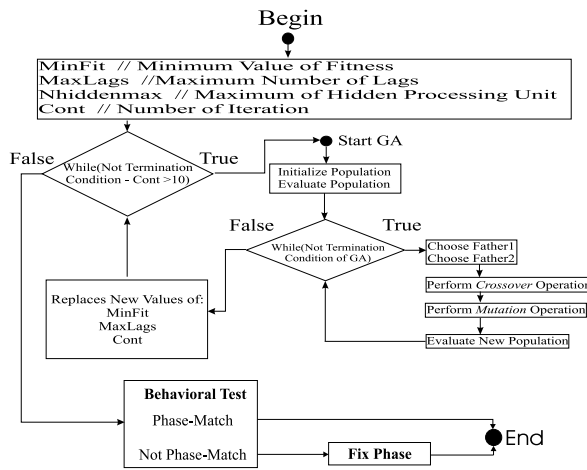 Begin
MinFit // Minimum Value of Fitness
MaxLags //Maximum Number of Lags
Nhiddenmax // Maximum of Hidden Processing Unit
Cont // Number of Iteration
False
While(Not Termination
Condition - Cont >10)
True
Start GA
Initialize Population
Evaluate Population
False
While(Not Termination
Condition of GA)
True
Choose Father1
Choose Father2
Perform Crossover Operation
Perform Mutation Operation
Evaluate New Population
Replaces New Values of:
MinFit
MaxLags
Cont
Behavioral Test
Phase-Match
Not Phase-Match
Fix Phase
End